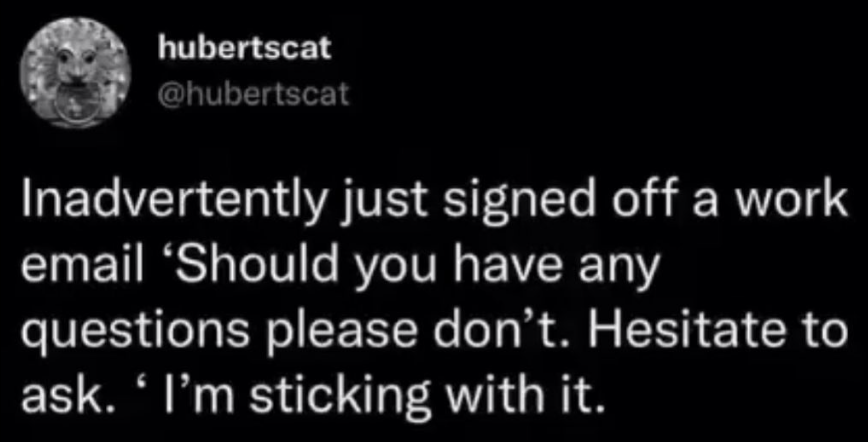 hubertscat
@hubertscat
Inadvertently just signed off a work
email ‘Should you have any
questions please don’t. Hesitate to
ask. ‘ I’m sticking with it.